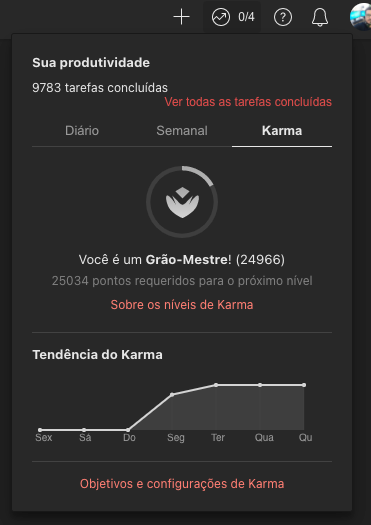 0/4
Sua produtividade
9783 tarefas concluídas
Ver todas as tarefas concluídas
Diário Semanal Karma
Você é um Grão-Mestre! (24966)
25034 pontos requeridos para o próximo nível
Sobre os níveis de Karma
Tendência do Karma
Sex Sá Do Seg Ter Qua Qu
Objetivos e configurações de Karma